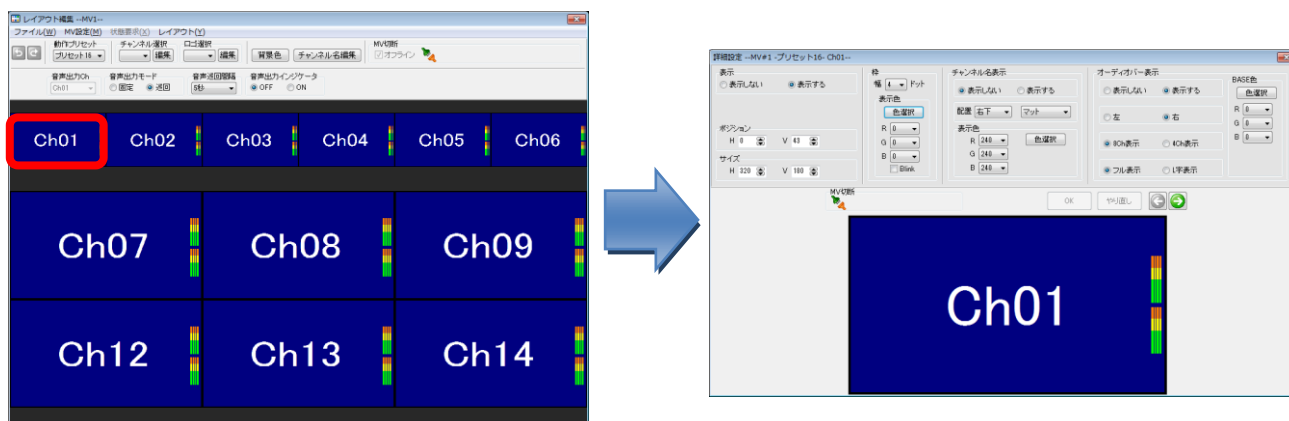 レイアウト編集 --MV1--
ファイル(W) MV設定(M) 状態要求(X) レイアウト(Y)
動作プリセット チャンネル選択 ロゴ選択 MV切断
プリセット16 編集 編集 背景色 チャンネル名編集 オフライン
音声出力Ch 音声出力モード 音声巡回間隔 音声出力インジケータ
Ch01 固定 巡回 5秒 OFF ON
Ch01 Ch02 Ch03 Ch04 Ch05 Ch06
Ch07 Ch08 Ch09
Ch12 Ch13 Ch14
詳細設定 --MV#1 -プリセット16- Ch01--
表示 枠 チャンネル名表示 オーディオバー表示 BASE色
表示しない 表示する 幅 4 ドット 表示しない 表示する 表示しない 表示する 色選択
表示色
色選択 配置 右下 マット 左 右 R 0
ポジション R 0 表示色 G 0
H 0 V 43 G 0 R 240 色選択 8Ch表示 4Ch表示 B 0
サイズ B 0 G 240
H 320 V 180 Blink B 240 フル表示 L字表示
MV切断
OK やり直し
Ch01